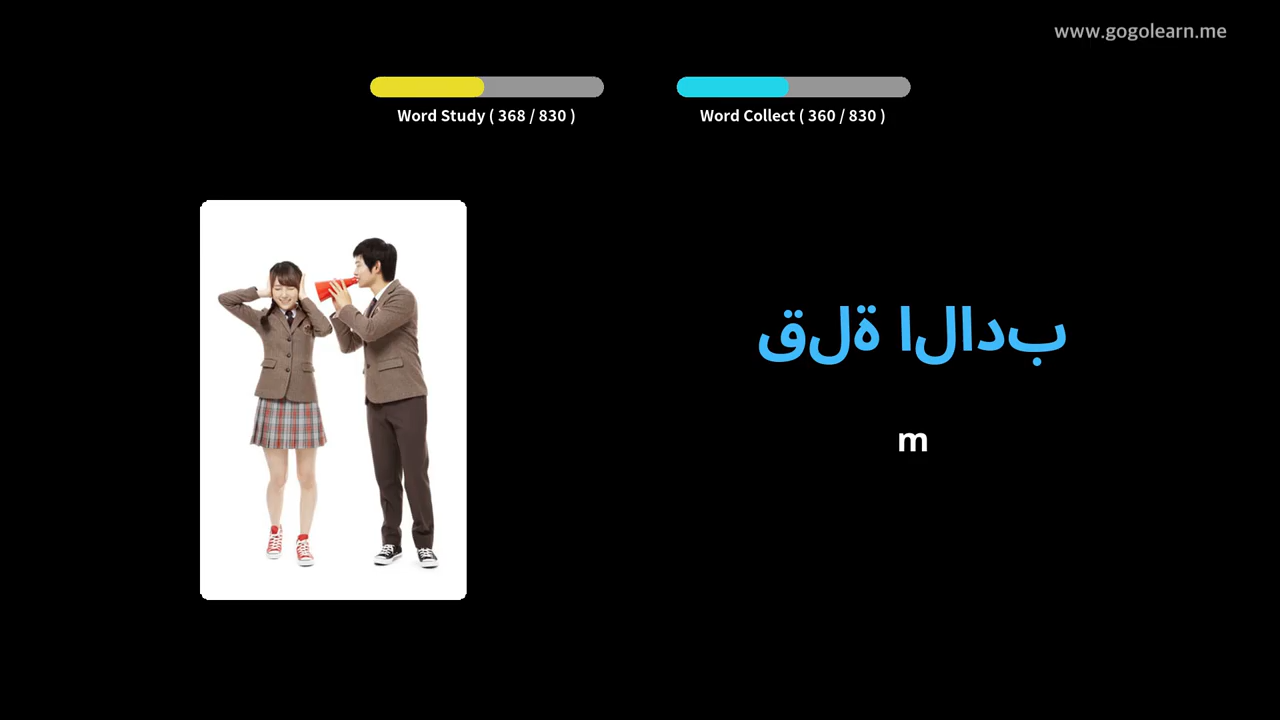 www.gogolearn.me
Word Study ( 368 / 830 )
Word Collect ( 360 / 830 )
قلة الادب
m